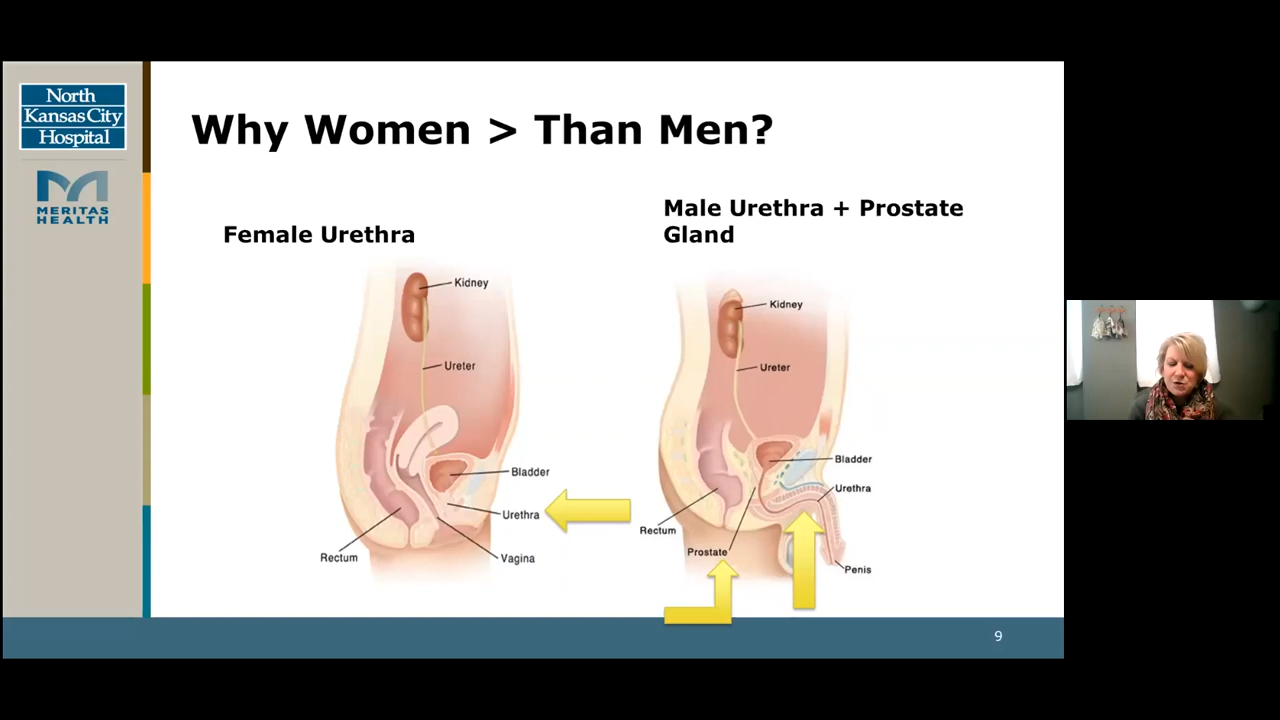 North
Kansas City
Hospital
MERITAS
HEALTH
Why Women > Than Men?
Female Urethra
Kidney
Ureter
Bladder
Urethra
Rectum
Vagina
Male Urethra + Prostate
Gland
Kidney
Ureter
Bladder
Urethra
Rectum
Prostate
Penis
9